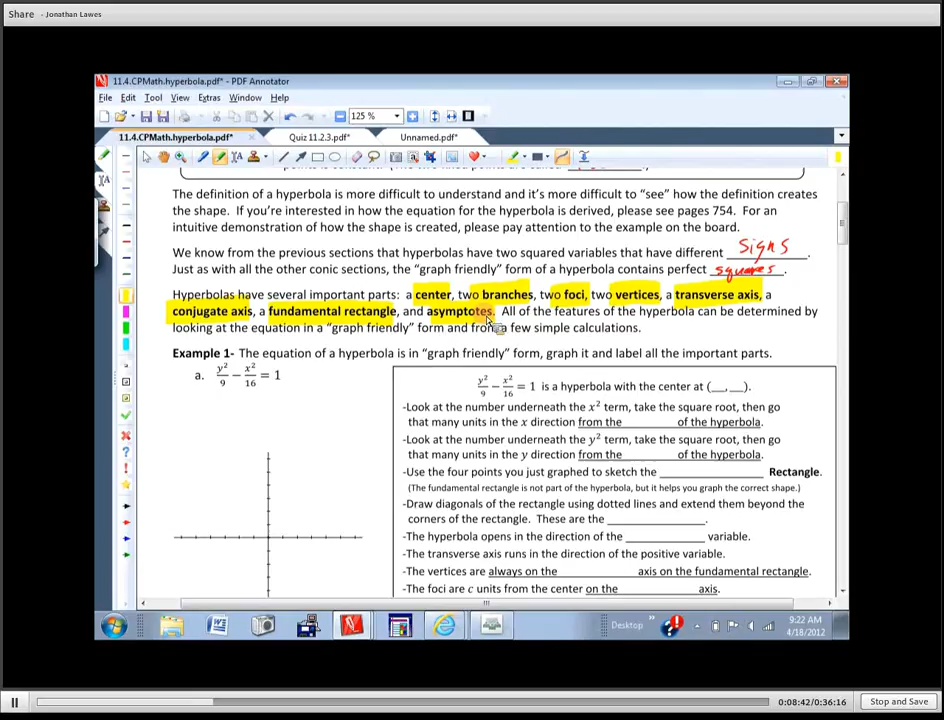 Share - Jonathan Lawes
11.4.CPMath.hyperbola.pdf* - PDF Annotator
File Edit Tool View Extras Window Help
125 %
11.4.CPMath.hyperbola.pdf* Quiz 11.2.3.pdf* Unnamed.pdf*
The definition of a hyperbola is more difficult to understand and it's more difficult to "see" how the definition creates
the shape. If you're interested in how the equation for the hyperbola is derived, please see pages 754. For an
intuitive demonstration of how the shape is created, please pay attention to the example on the board.
We know from the previous sections that hyperbolas have two squared variables that have different signs.
Just as with all the other conic sections, the "graph friendly" form of a hyperbola contains perfect squares.
Hyperbolas have several important parts: a center, two branches, two foci, two vertices, a transverse axis, a
conjugate axis, a fundamental rectangle, and asymptotes. All of the features of the hyperbola can be determined by
looking at the equation in a "graph friendly" form and from a few simple calculations.
Example 1- The equation of a hyperbola is in "graph friendly" form, graph it and label all the important parts.
a. y²/9 − x²/16 = 1
y²/9 − x²/16 = 1 is a hyperbola with the center at (__,__).
-Look at the number underneath the x² term, take the square root, then go
that many units in the x direction from the ________ of the hyperbola.
-Look at the number underneath the y² term, take the square root, then go
that many units in the y direction from the ________ of the hyperbola.
-Use the four points you just graphed to sketch the ______________ Rectangle.
(The fundamental rectangle is not part of the hyperbola, but it helps you graph the correct shape.)
-Draw diagonals of the rectangle using dotted lines and extend them beyond the
corners of the rectangle. These are the _____________.
-The hyperbola opens in the direction of the ___________ variable.
-The transverse axis runs in the direction of the positive variable.
-The vertices are always on the ___________ axis on the fundamental rectangle.
-The foci are c units from the center on the ___________ axis.
Desktop
9:22 AM
4/18/2012
0:08:42/0:36:16
Stop and Save